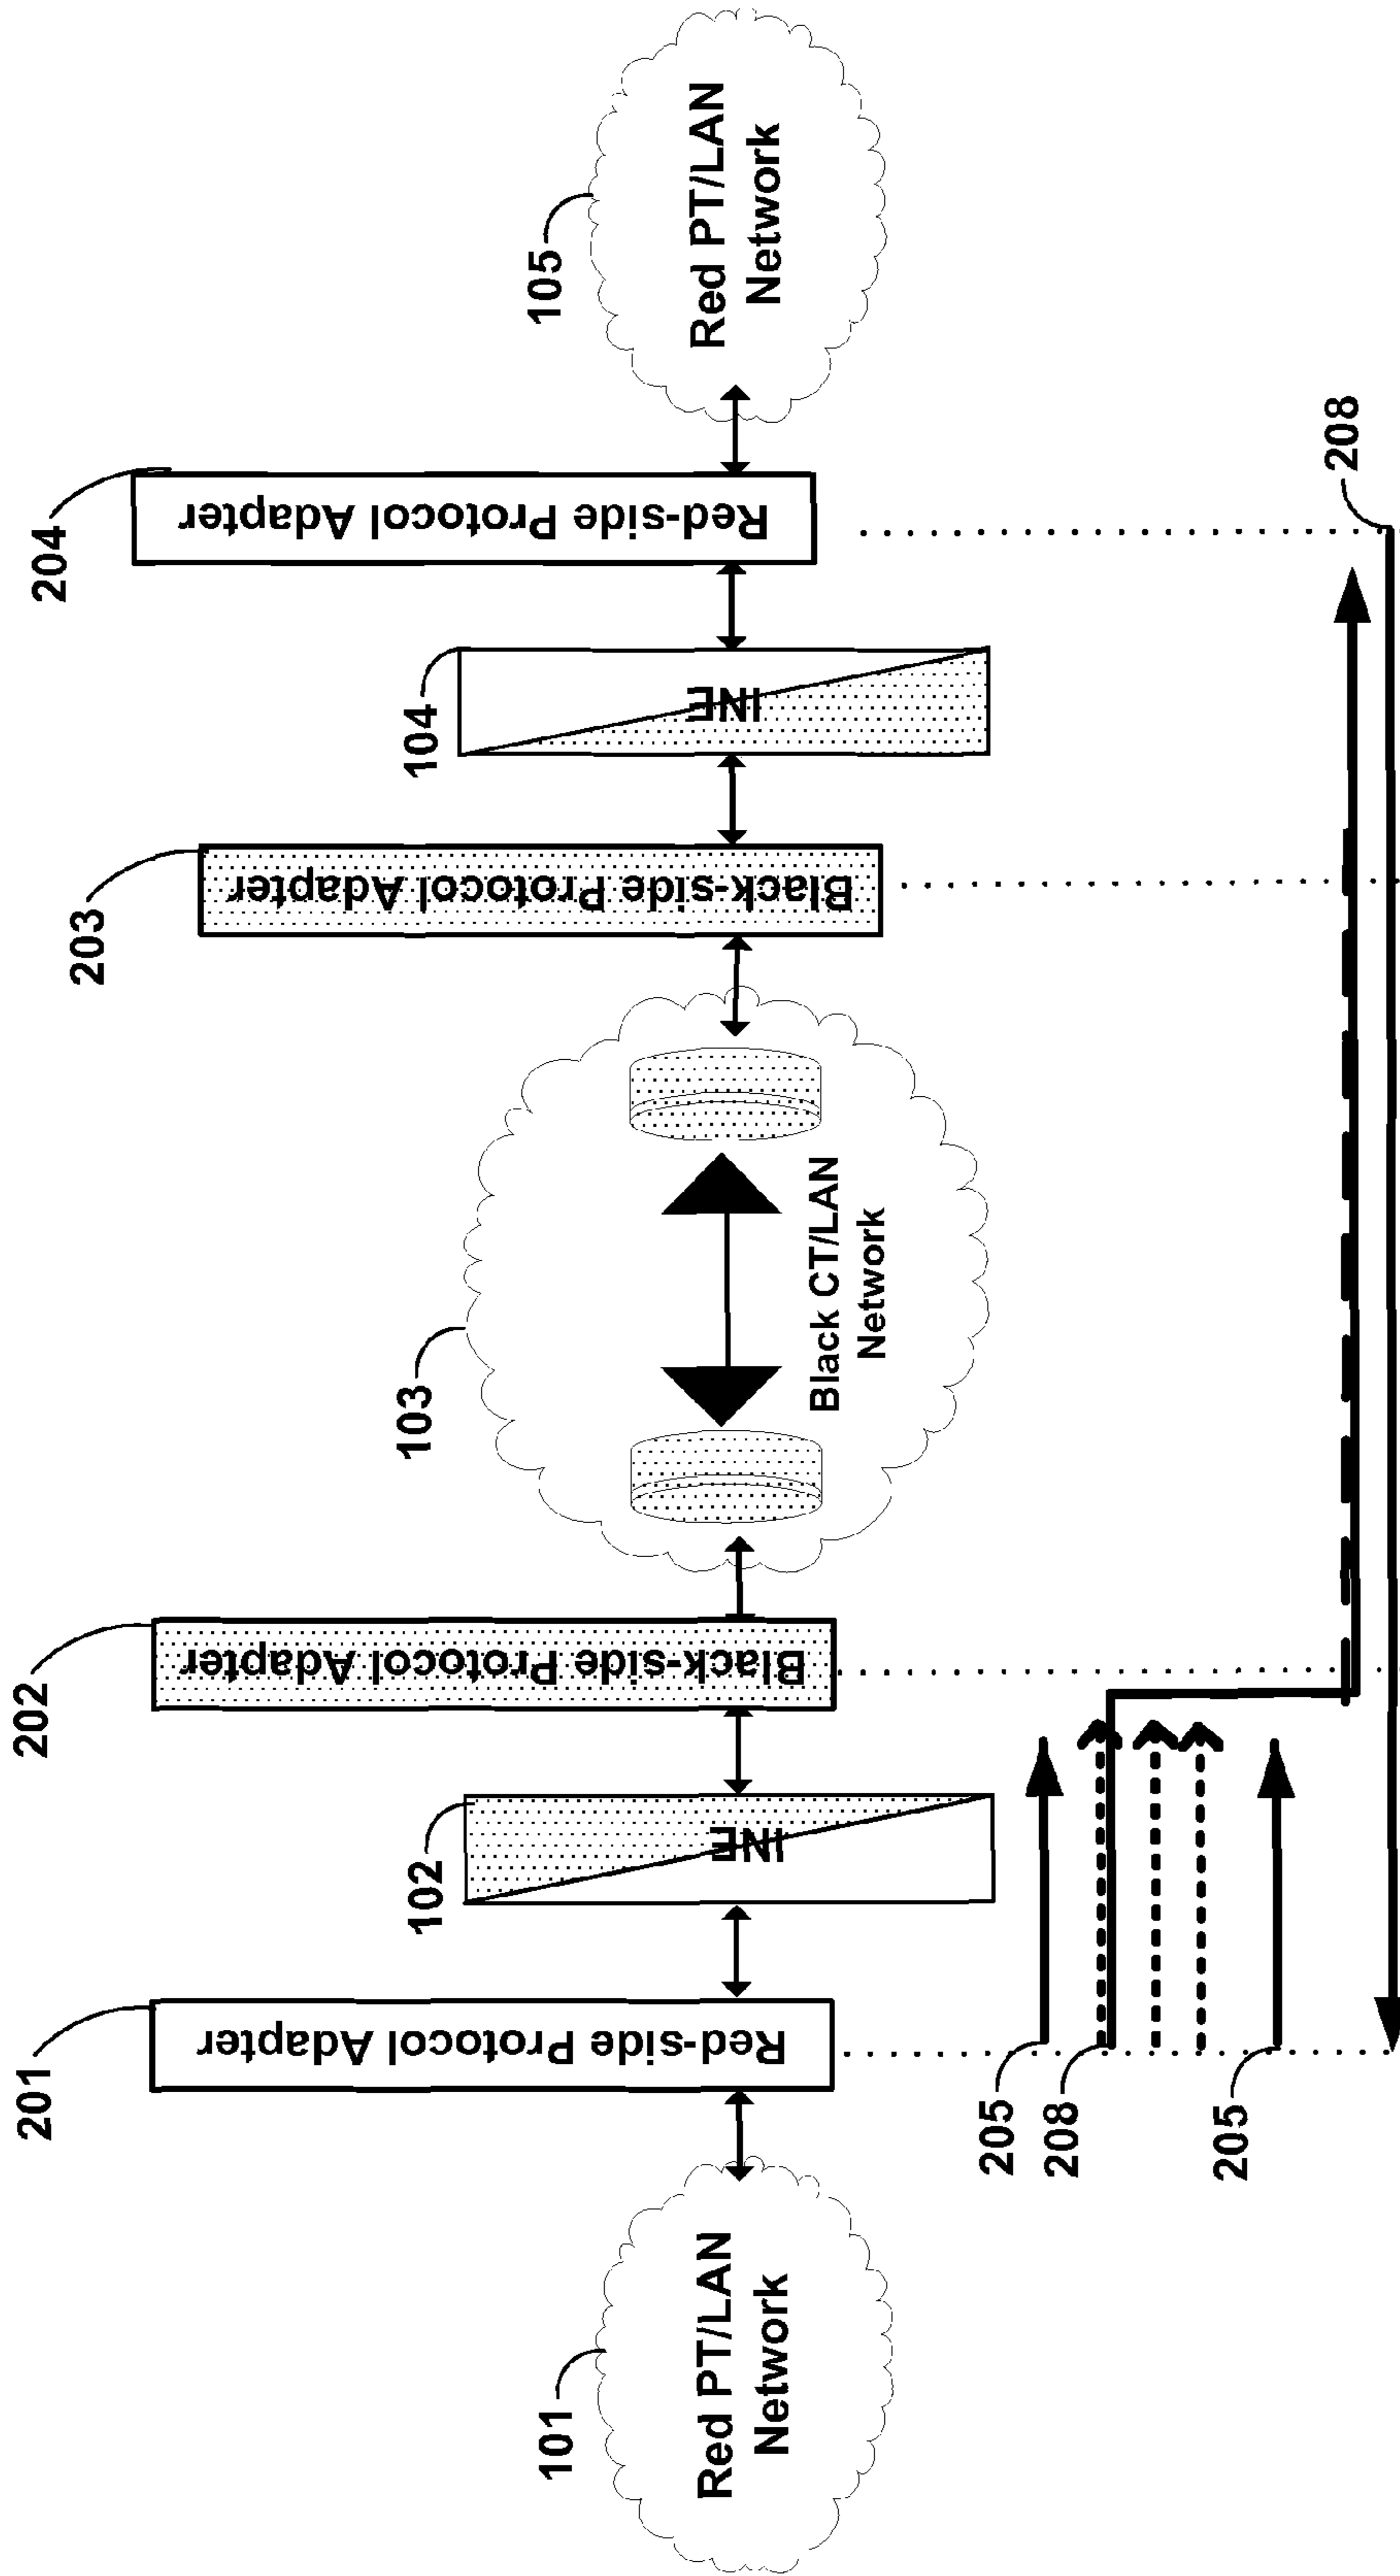 101
Red PT/LAN
Network
201
Red-side Protocol Adapter
102
INE
202
Black-side Protocol Adapter
103
Black CT/LAN
Network
203
Black-side Protocol Adapter
104
INE
204
Red-side Protocol Adapter
105
Red PT/LAN
Network
205
208
205
208